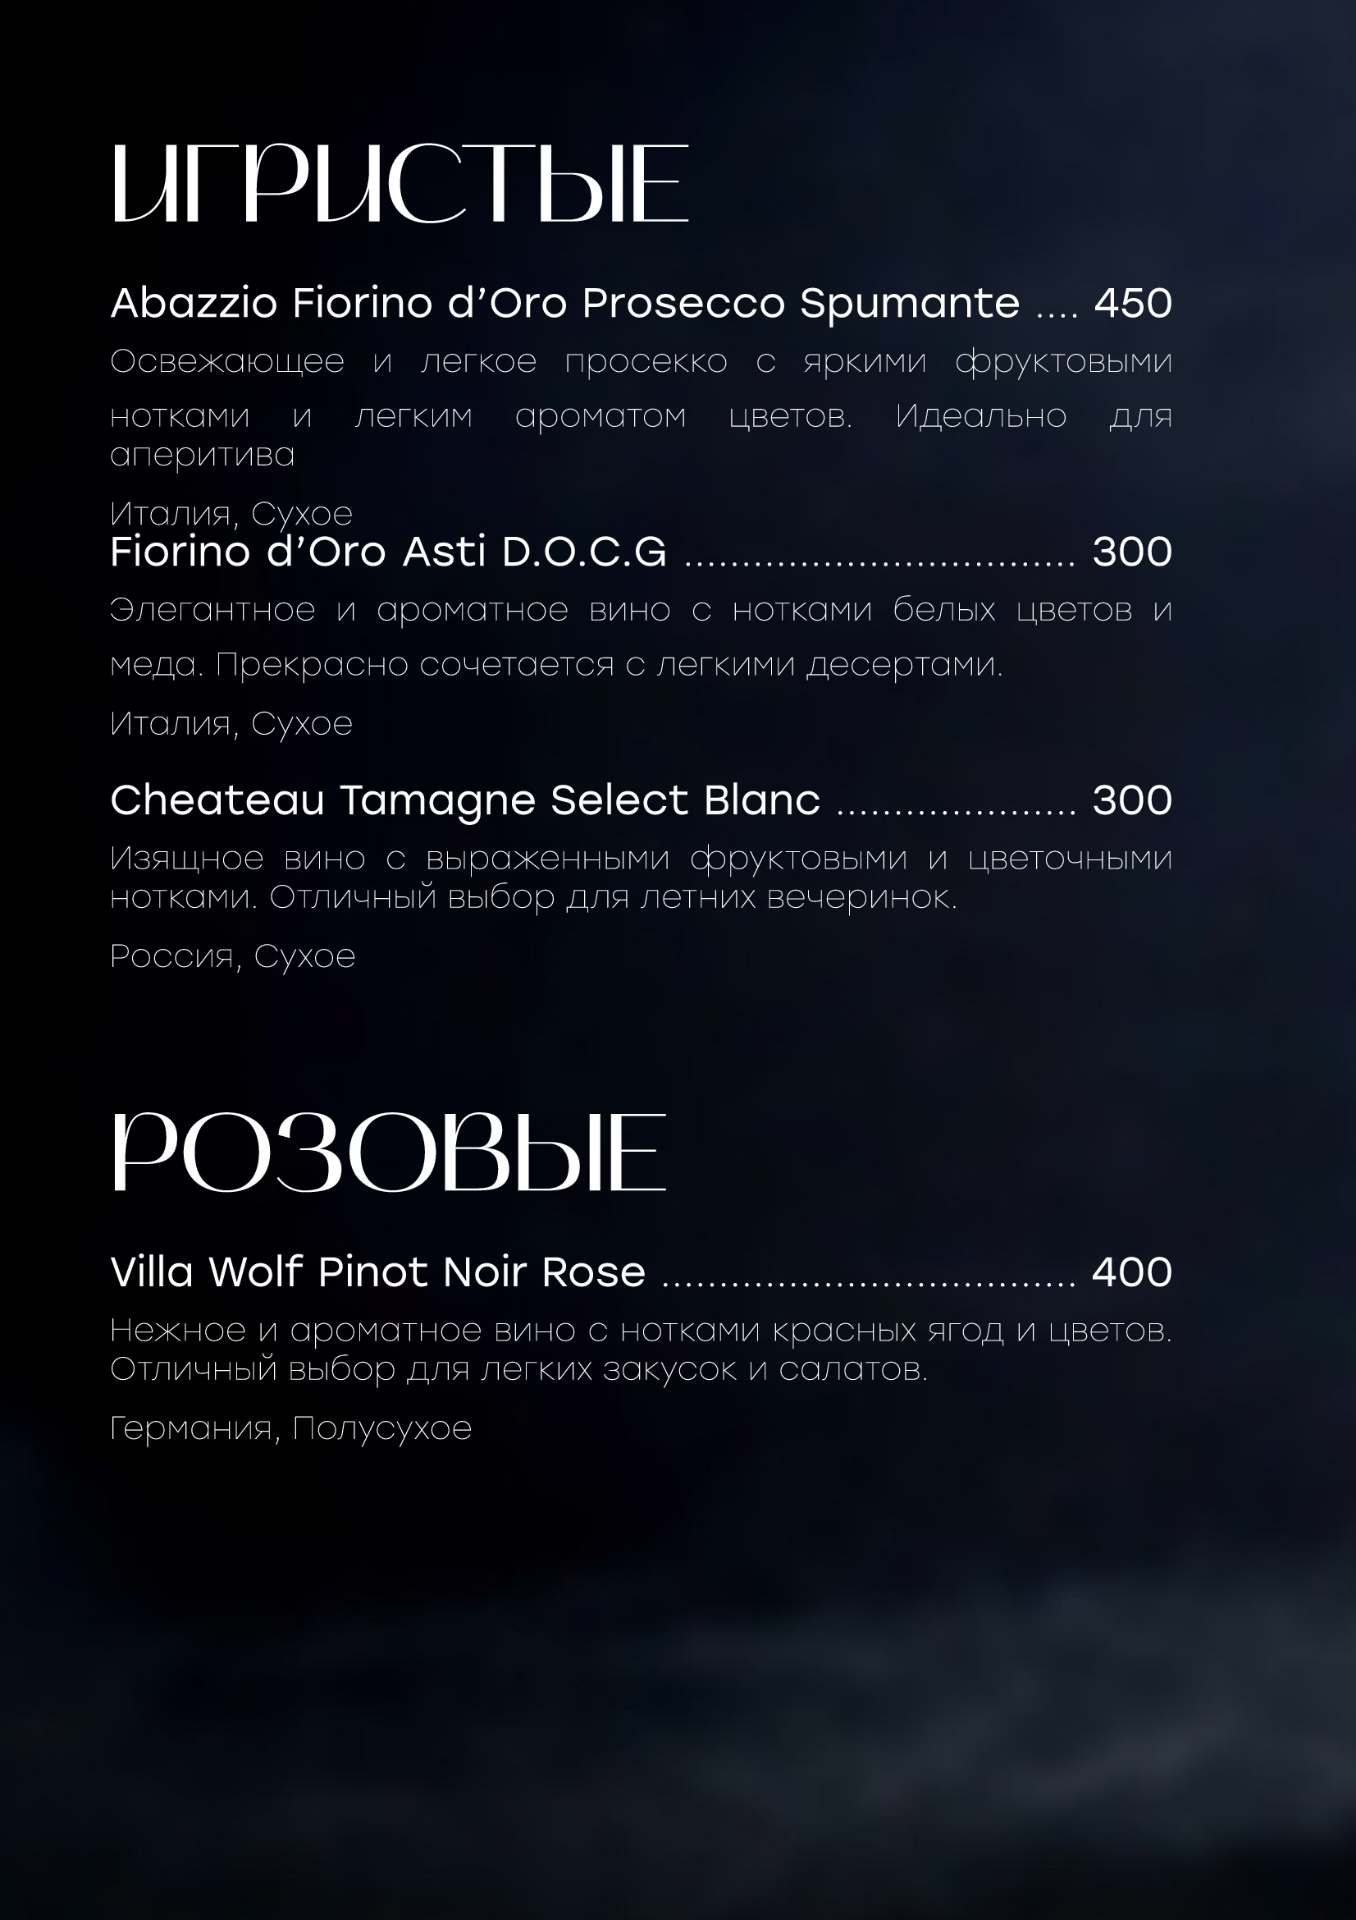 ИГРИСТЫЕ
Abazzio Fiorino d’Oro Prosecco Spumante .... 450
Освежающее и легкое просекко с яркими фруктовыми
нотками и легким ароматом цветов. Идеально для
аперитива
Италия, Сухое
Fiorino d’Oro Asti D.O.C.G .................................. 300
Элегантное и ароматное вино с нотками белых цветов и
меда. Прекрасно сочетается с легкими десертами.
Италия, Сухое
Cheateau Tamagne Select Blanc ..................... 300
Изящное вино с выраженными фруктовыми и цветочными
нотками. Отличный выбор для летних вечеринок.
Россия, Сухое
РОЗОВЫЕ
Villa Wolf Pinot Noir Rose .................................... 400
Нежное и ароматное вино с нотками красных ягод и цветов.
Отличный выбор для легких закусок и салатов.
Германия, Полусухое